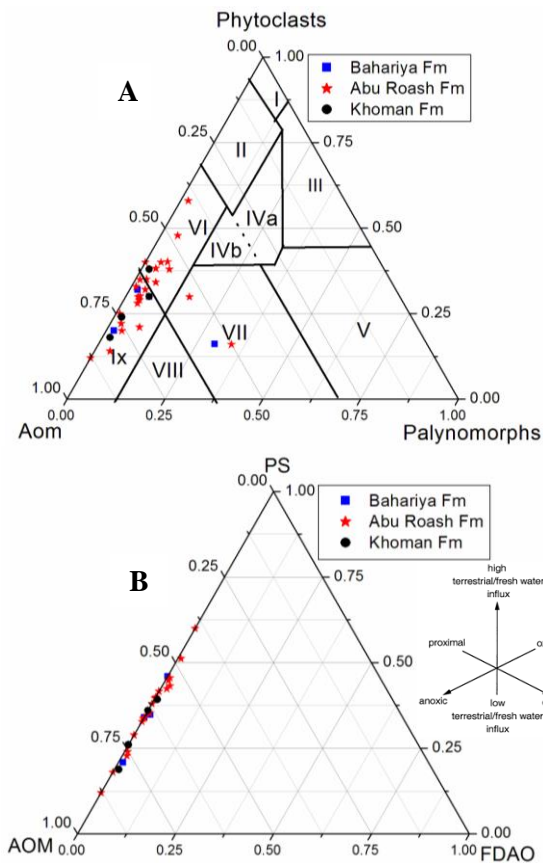 Phytoclasts
0.00
1.00
Bahariya Fm
Abu Roash Fm
Khoman Fm
A
I
0.25
0.75
II
III
0.50
0.50
VI
IVa
IVb
0.75
0.25
VII
V
Ix
VIII
1.00
0.00
0.00
0.25
0.50
0.75
1.00
Aom
Palynomorphs
PS
0.00
1.00
Bahariya Fm
Abu Roash Fm
Khoman Fm
B
0.25
0.75
high
terrestrial/fresh water
influx
0.50
0.50
proximal
anoxic
low
terrestrial/fresh water
influx
0.75
0.25
1.00
0.00
AOM
0.00
0.25
0.50
0.75
1.00
FDAO